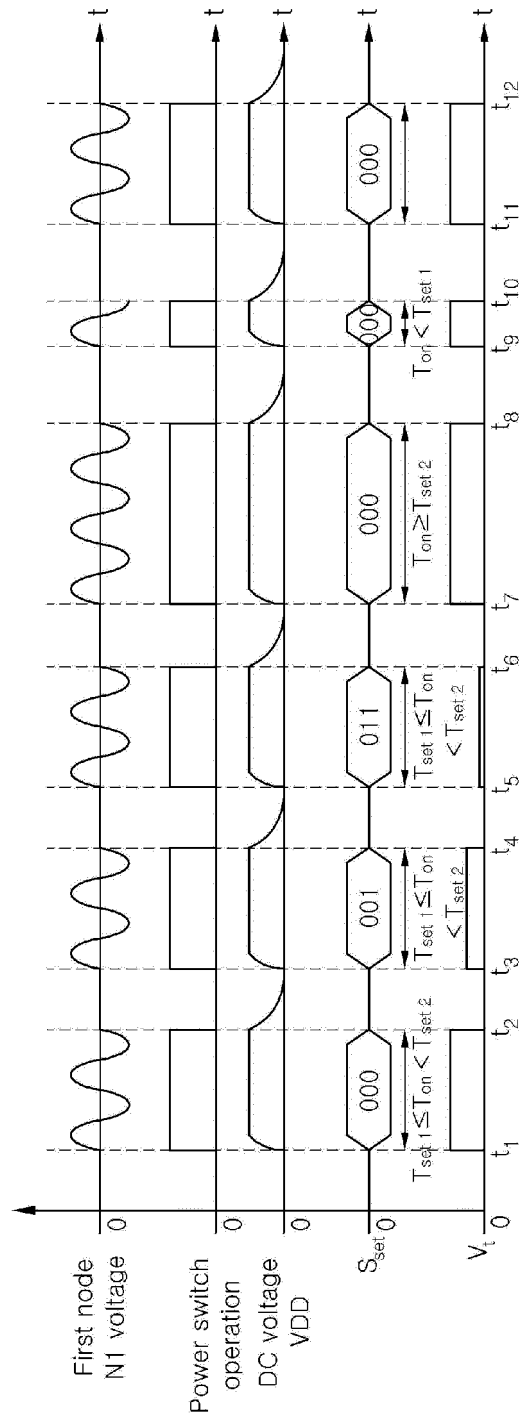 First node
N1 voltage
0
t
Power switch
operation
0
t
DC voltage
VDD
0
t
Sset
0
000
001
011
000
000
000
t
Tset 1 ≤ Ton < Tset 2
Tset 1 ≤ Ton
< Tset 2
Tset 1 ≤ Ton
< Tset 2
Ton ≥ Tset 2
Ton < Tset 1
Vt
0
t1
t2
t3
t4
t5
t6
t7
t8
t9
t10
t11
t12
t